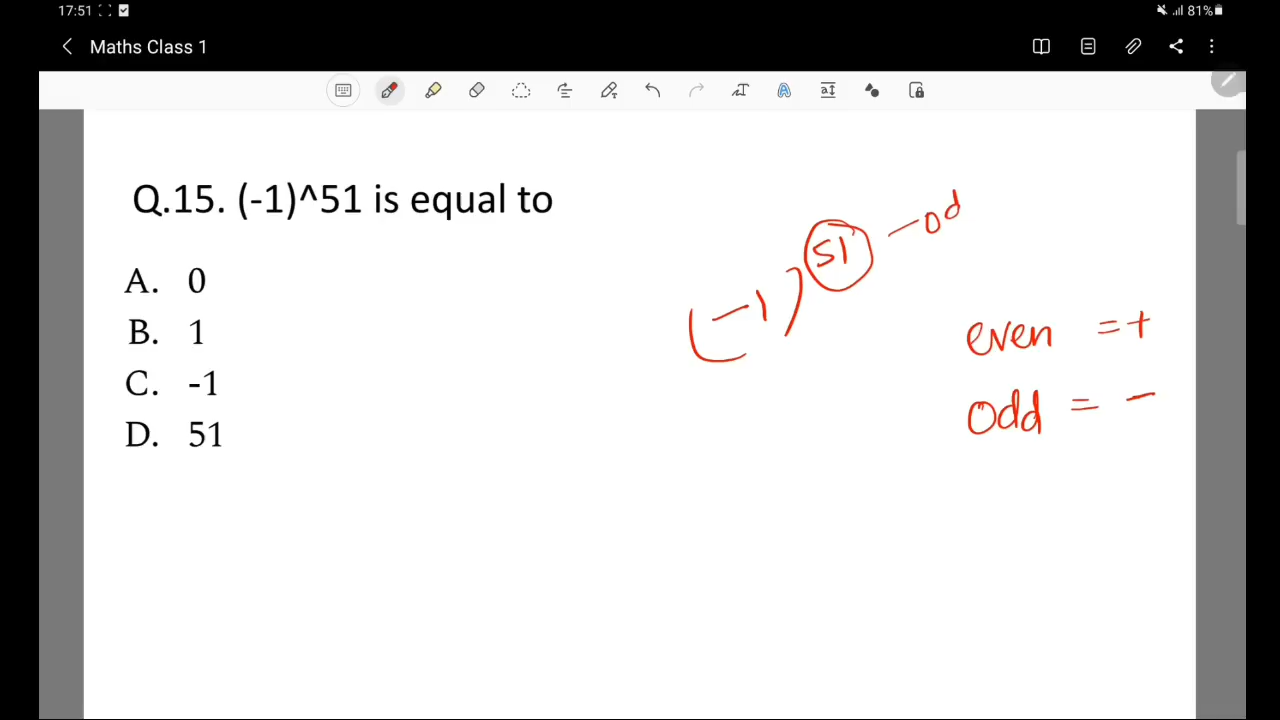 17:51 81%
Maths Class 1
Q.15. (-1)^51 is equal to
A. 0
B. 1
C. -1
D. 51
(-1)^51 - od
even = +
odd = -